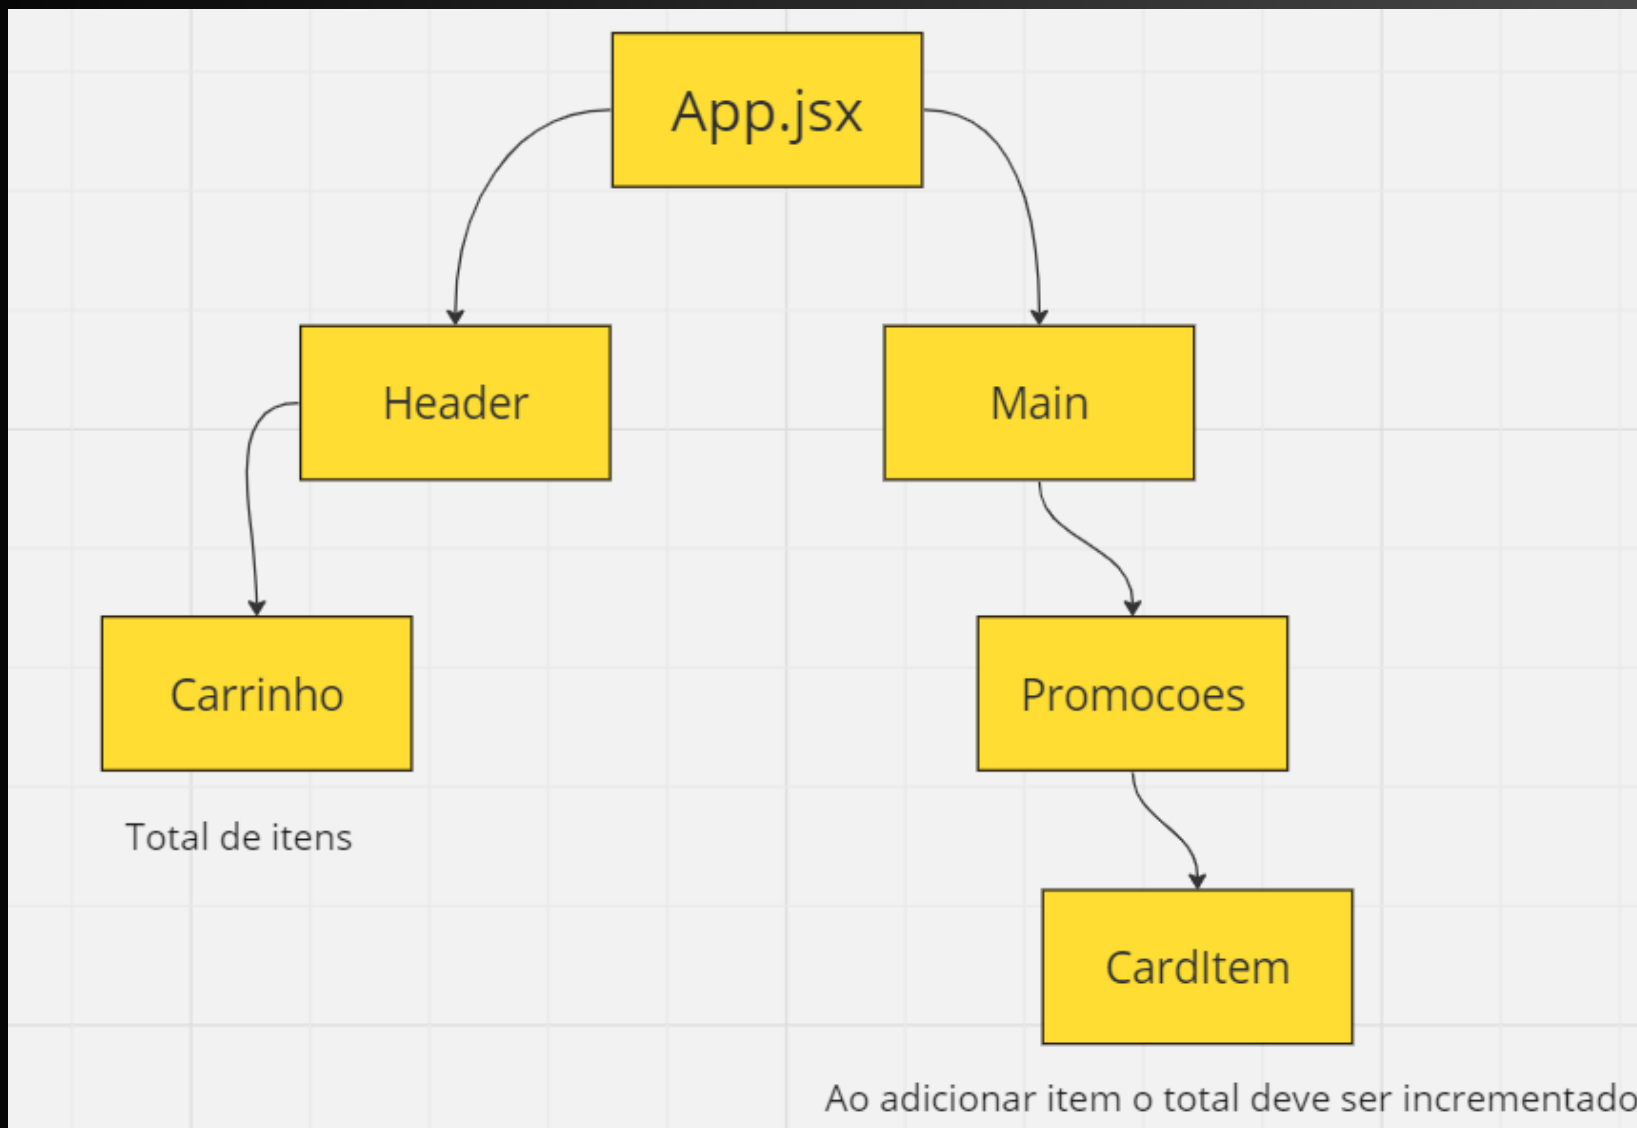 App.jsx
Header
Main
Carrinho
Promocoes
Total de itens
CardItem
Ao adicionar item o total deve ser incrementado